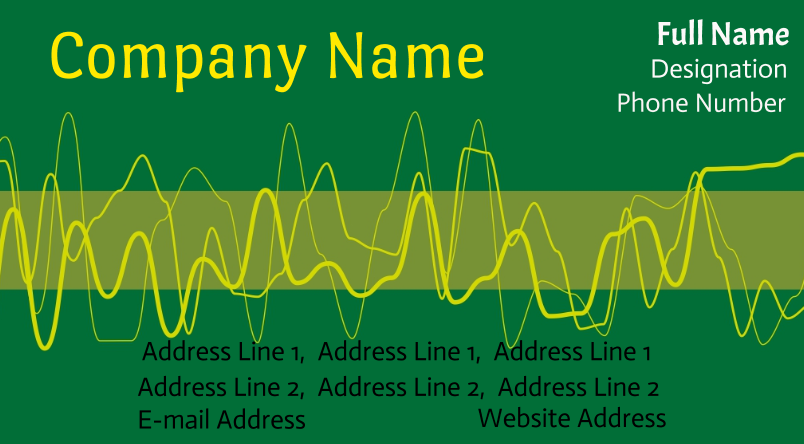 Company Name
Full Name
Designation
Phone Number
Address Line 1, Address Line 1, Address Line 1
Address Line 2, Address Line 2, Address Line 2
E-mail Address Website Address